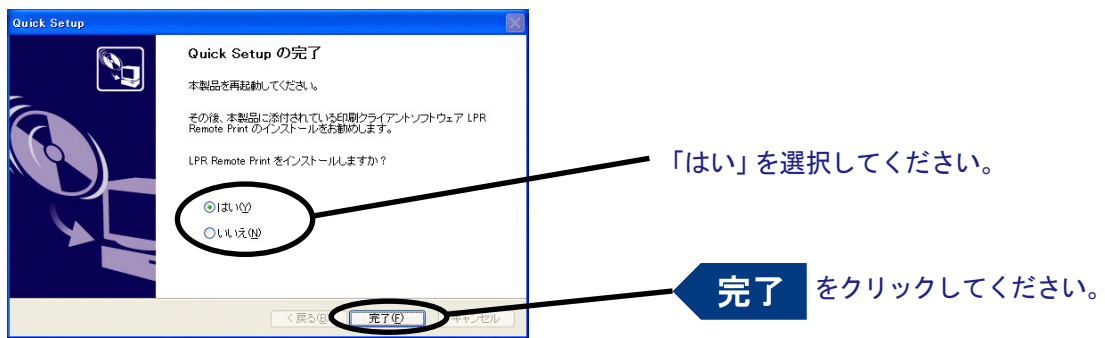 Quick Setup
Quick Setup の完了
本製品を再起動してください。
その後、本製品に添付されている印刷クライアントソフトウェア LPR
Remote Print のインストールをお勧めします。
LPR Remote Print をインストールしますか？
はい(Y)
いいえ(N)
「はい」を選択してください。
完了 をクリックしてください。
< 戻る(B)
完了(F)
キャンセル